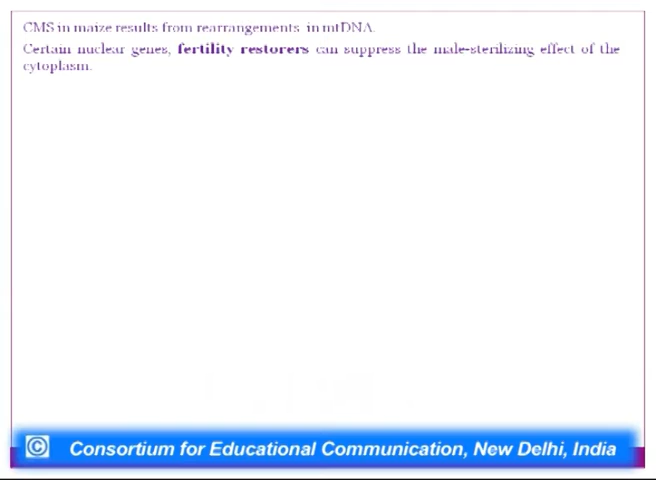 CMS in maize results from rearrangements in mtDNA.
Certain nuclear genes, fertility restorers can suppress the male-sterilizing effect of the
cytoplasm.
© Consortium for Educational Communication, New Delhi, India